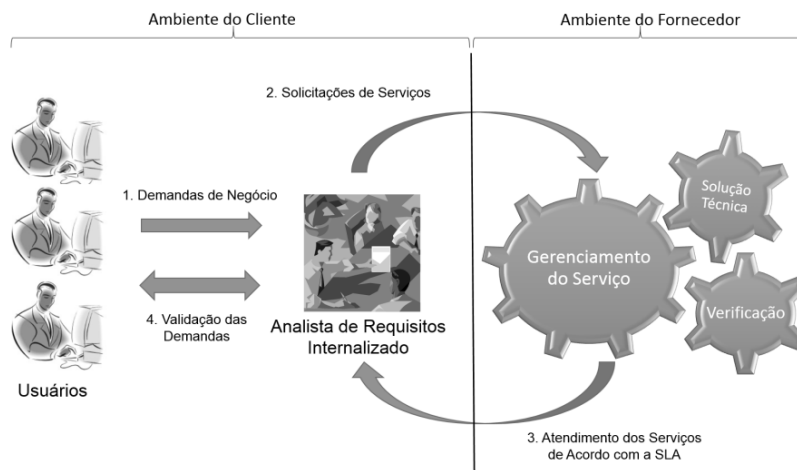 Ambiente do Cliente
Ambiente do Fornecedor
2. Solicitações de Serviços
1. Demandas de Negócio
4. Validação das
Demandas
Usuários
Analista de Requisitos
Internalizado
Solução
Técnica
Gerenciamento
do Serviço
Verificação
3. Atendimento dos Serviços
de Acordo com a SLA